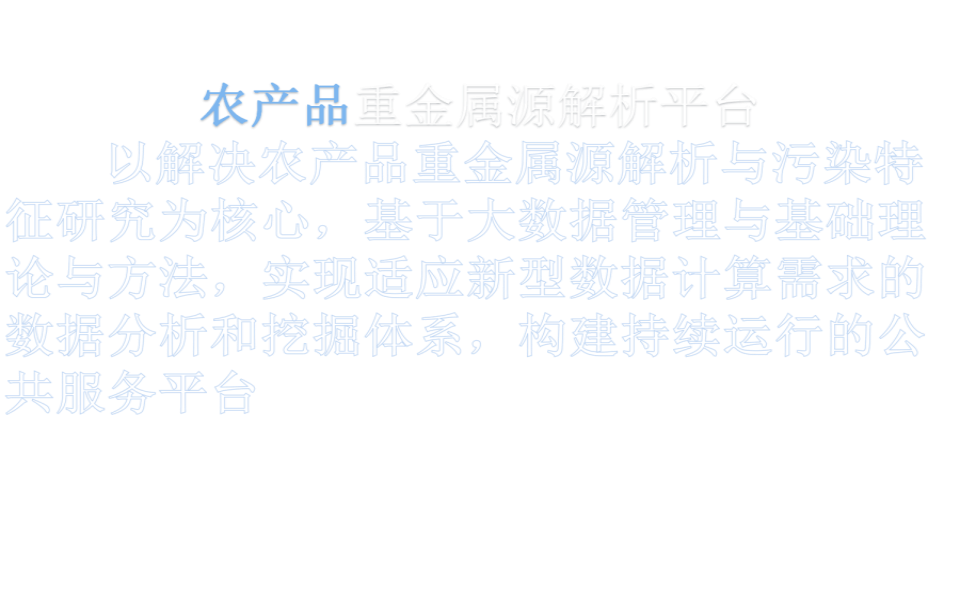 农产品重金属源解析平台
以解决农产品重金属源解析与污染特
征研究为核心，基于大数据管理与基础理
论与方法，实现适应新型数据计算需求的
数据分析和挖掘体系，构建持续运行的公
共服务平台